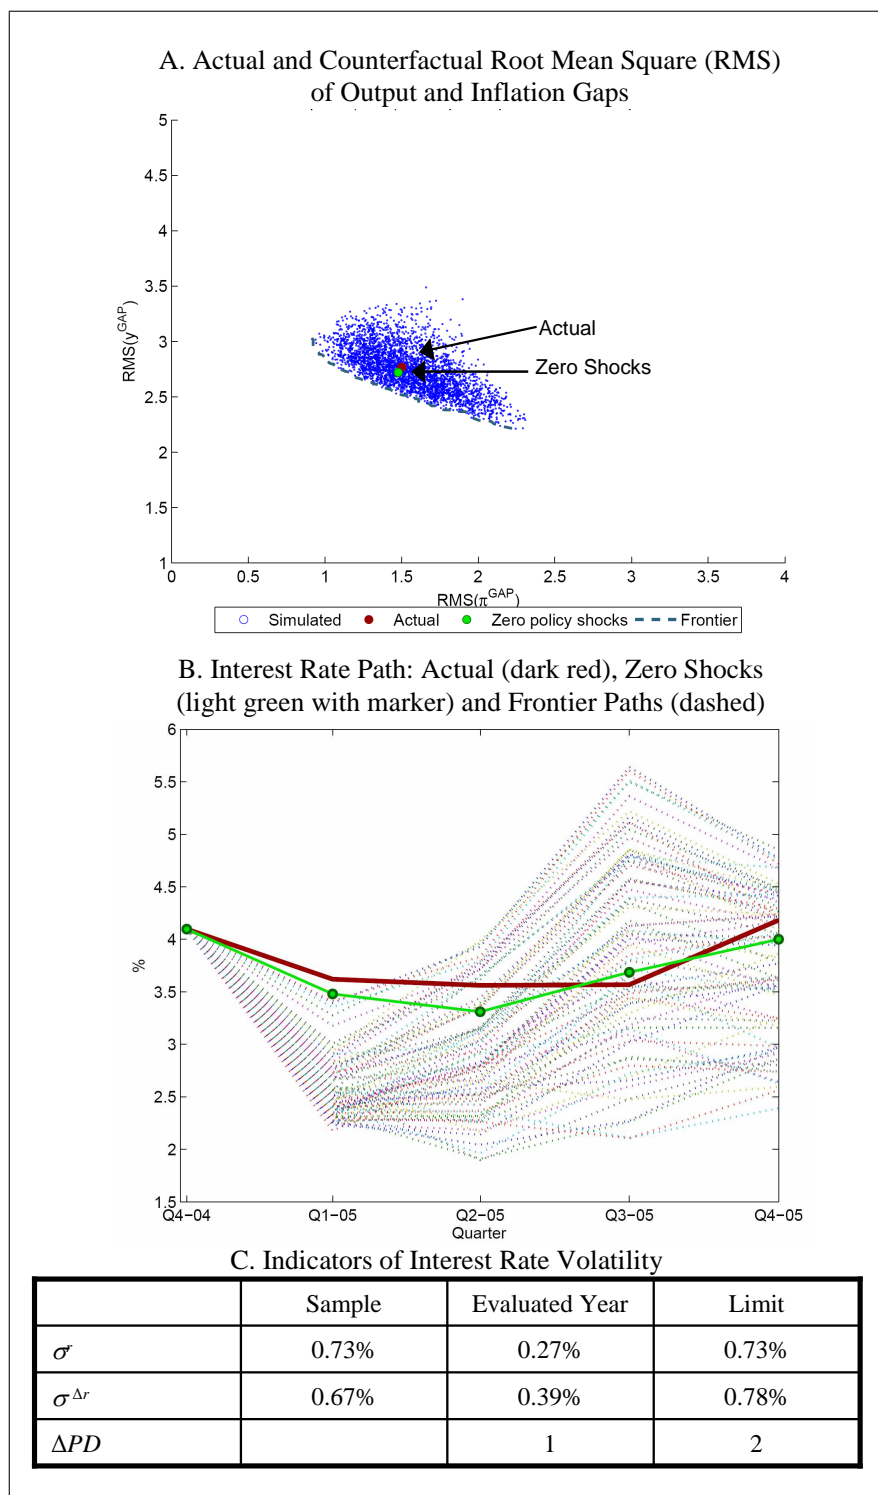 A. Actual and Counterfactual Root Mean Square (RMS)
of Output and Inflation Gaps
5
4.5
4
3.5
3
2.5
2
1.5
1
RMS(y^GAP)
Actual
Zero Shocks
0 0.5 1 1.5 2 2.5 3 3.5 4
RMS(π^GAP)
Simulated Actual Zero policy shocks Frontier
B. Interest Rate Path: Actual (dark red), Zero Shocks
(light green with marker) and Frontier Paths (dashed)
6
5.5
5
4.5
4
3.5
3
2.5
2
1.5
%
Q4−04 Q1−05 Q2−05 Q3−05 Q4−05
Quarter
C. Indicators of Interest Rate Volatility
Sample Evaluated Year Limit
σ^r 0.73% 0.27% 0.73%
σ^Δr 0.67% 0.39% 0.78%
ΔPD 1 2